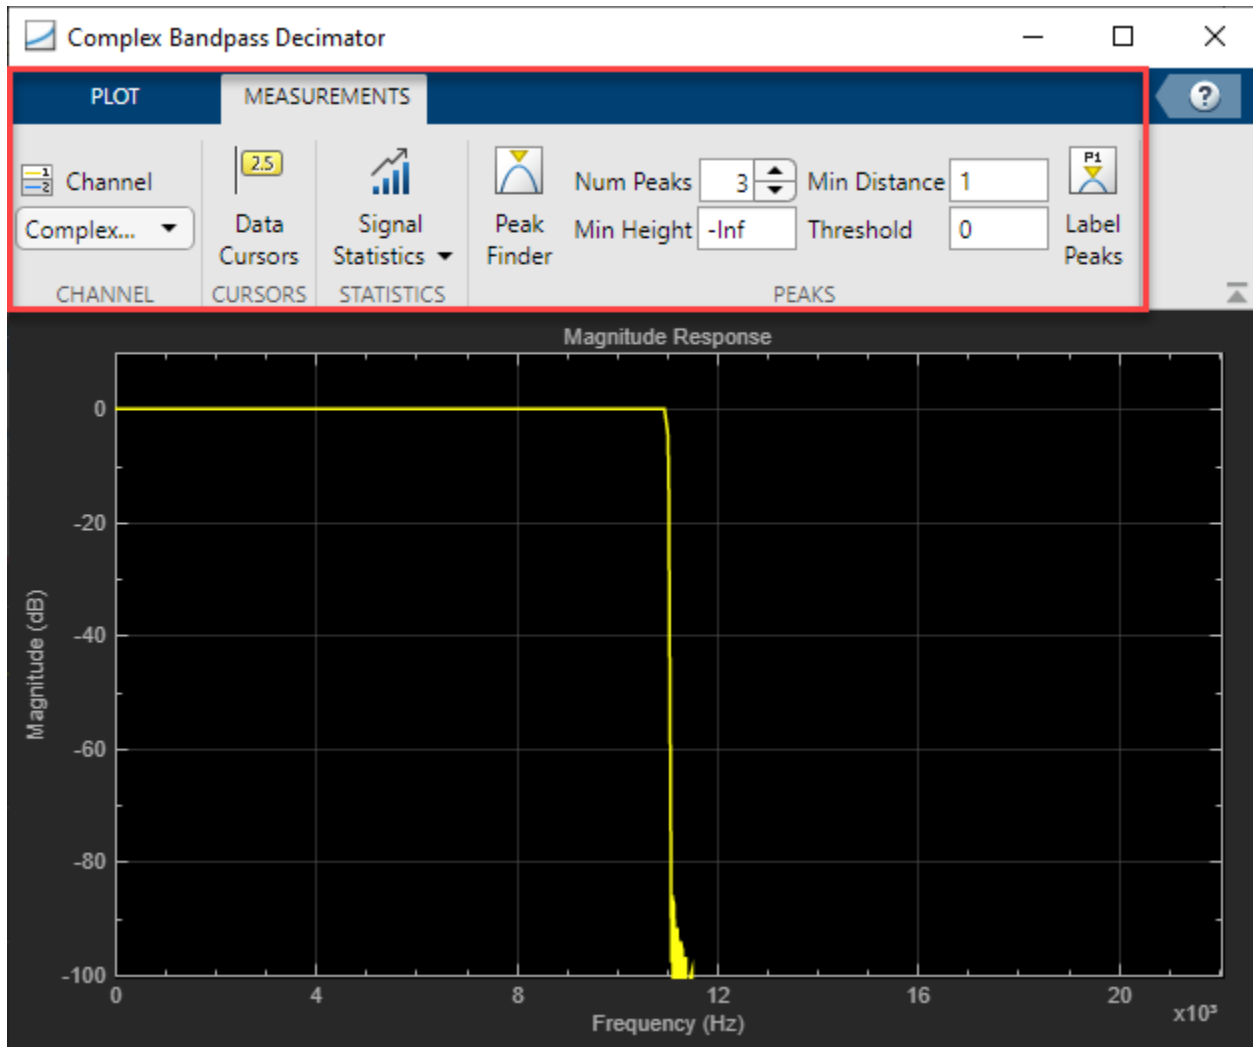 Complex Bandpass Decimator
PLOT MEASUREMENTS ?
1
2
Channel
Complex...
CHANNEL
2.5
Data
Cursors
CURSORS
Signal
Statistics
STATISTICS
Peak
Finder
Num Peaks 3 Min Distance 1
Min Height -Inf Threshold 0
P1
Label
Peaks
PEAKS
Magnitude Response
Magnitude (dB)
0
-20
-40
-60
-80
-100
0 4 8 12 16 20
x10³
Frequency (Hz)